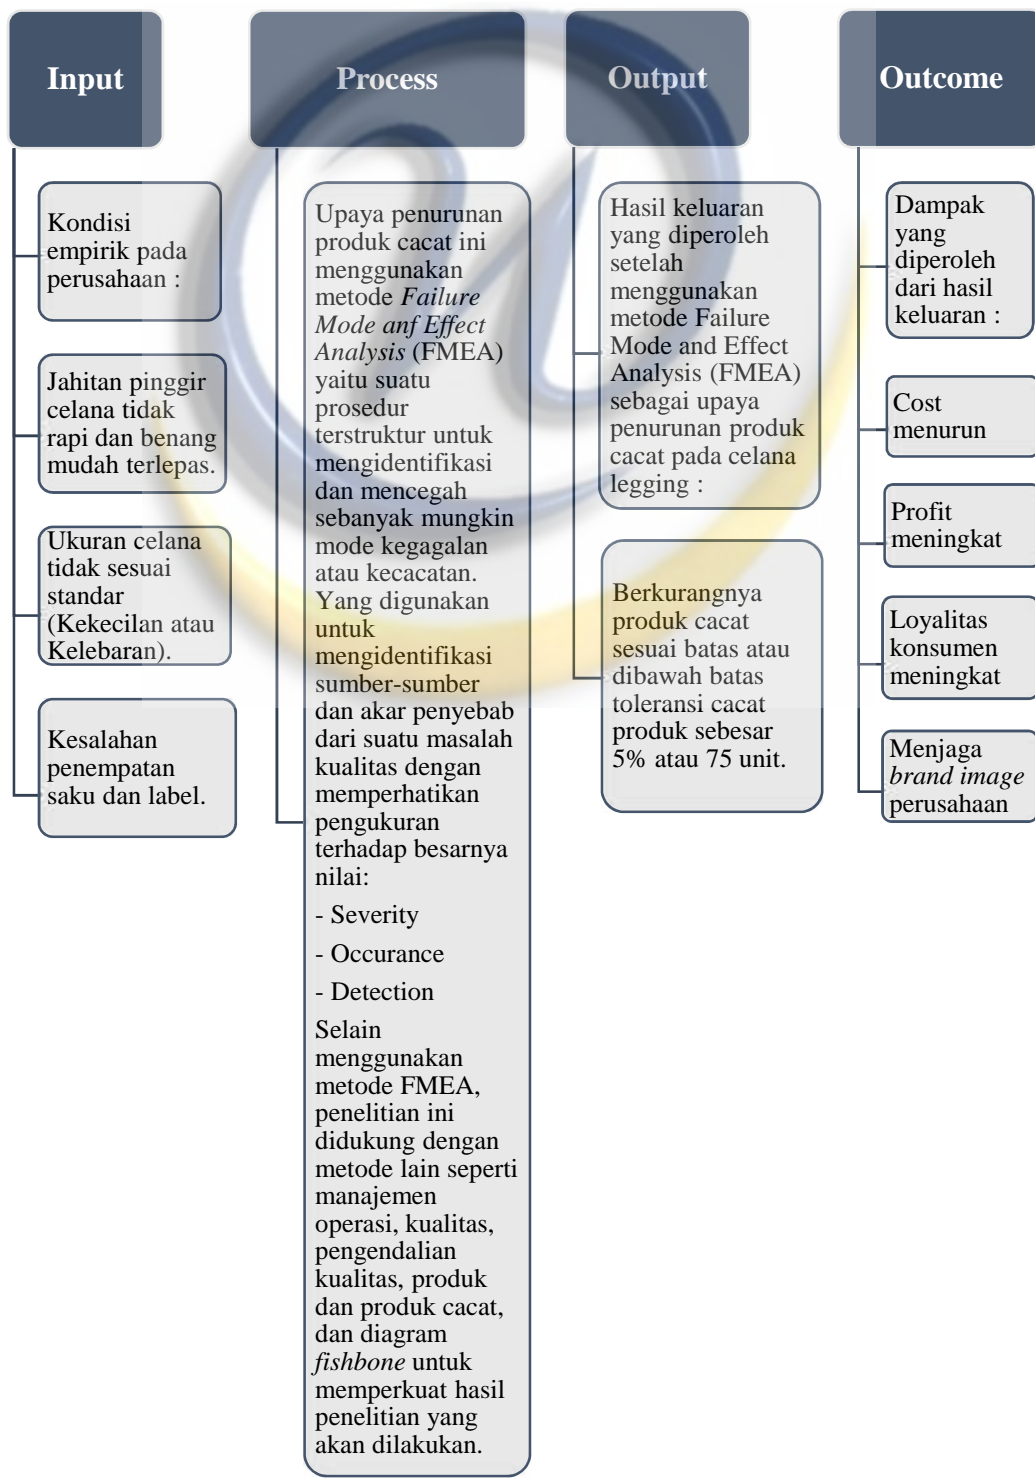 Input
Kondisi
empirik pada
perusahaan :
Jahitan pinggir
celana tidak
rapi dan benang
mudah terlepas.
Ukuran celana
tidak sesuai
standar
(Kekecilan atau
Kelebaran).
Kesalahan
penempatan
saku dan label.
Process
Upaya penurunan
produk cacat ini
menggunakan
metode Failure
Mode anf Effect
Analysis (FMEA)
yaitu suatu
prosedur
terstruktur untuk
mengidentifikasi
dan mencegah
sebanyak mungkin
mode kegagalan
atau kecacatan.
Yang digunakan
untuk
mengidentifikasi
sumber-sumber
dan akar penyebab
dari suatu masalah
kualitas dengan
memperhatikan
pengukuran
terhadap besarnya
nilai:
- Severity
- Occurance
- Detection
Selain
menggunakan
metode FMEA,
penelitian ini
didukung dengan
metode lain seperti
manajemen
operasi, kualitas,
pengendalian
kualitas, produk
dan produk cacat,
dan diagram
fishbone untuk
memperkuat hasil
penelitian yang
akan dilakukan.
Output
Hasil keluaran
yang diperoleh
setelah
menggunakan
metode Failure
Mode and Effect
Analysis (FMEA)
sebagai upaya
penurunan produk
cacat pada celana
legging :
Berkurangnya
produk cacat
sesuai batas atau
dibawah batas
toleransi cacat
produk sebesar
5% atau 75 unit.
Outcome
Dampak
yang
diperoleh
dari hasil
keluaran :
Cost
menurun
Profit
meningkat
Loyalitas
konsumen
meningkat
Menjaga
brand image
perusahaan